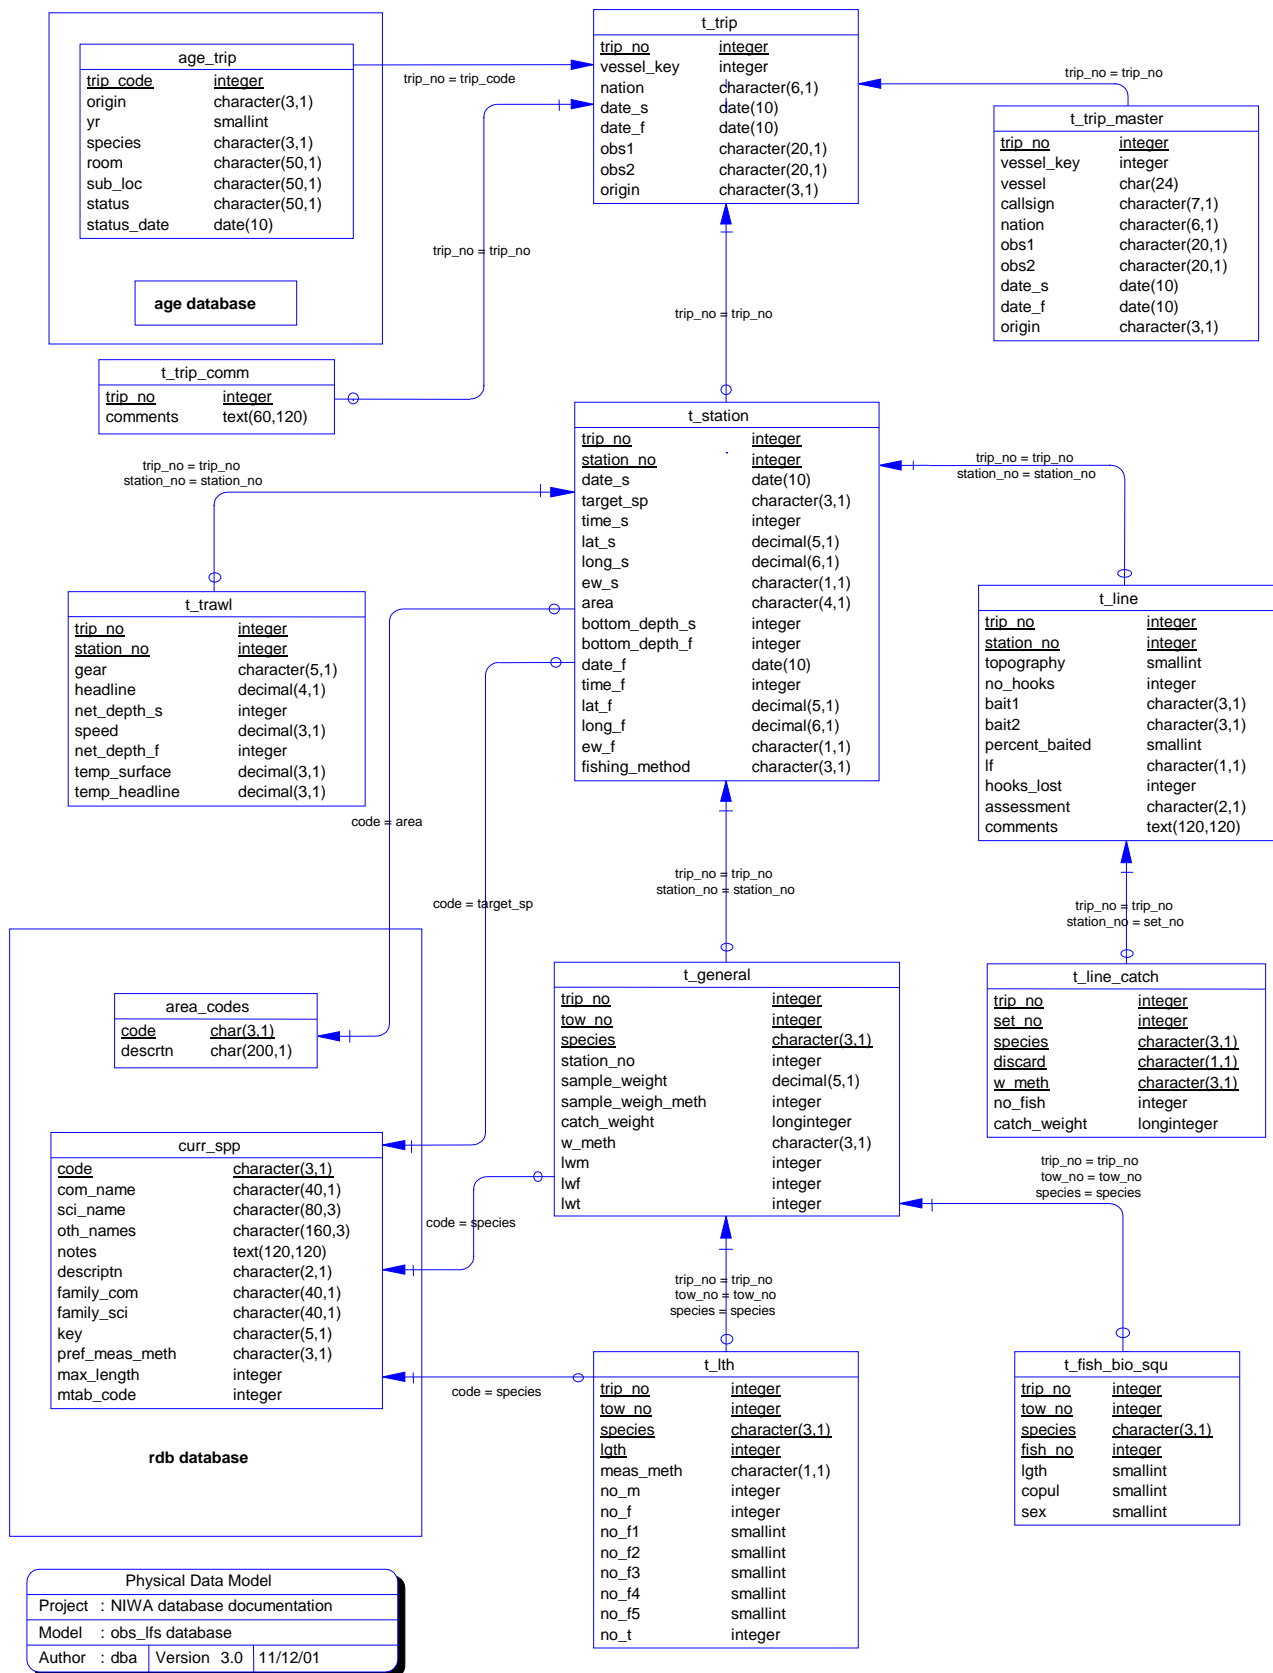 t_trip
trip_no integer
vessel_key integer
nation character(6,1)
date_s date(10)
date_f date(10)
obs1 character(20,1)
obs2 character(20,1)
origin character(3,1)
age_trip
trip_code integer
origin character(3,1)
yr smallint
species character(3,1)
room character(50,1)
sub_loc character(50,1)
status character(50,1)
status_date date(10)
age database
trip_no = trip_code
trip_no = trip_no
t_trip_master
trip_no integer
vessel_key integer
vessel char(24)
callsign character(7,1)
nation character(6,1)
obs1 character(20,1)
obs2 character(20,1)
date_s date(10)
date_f date(10)
origin character(3,1)
trip_no = trip_no
trip_no = trip_no
t_trip_comm
trip_no integer
comments text(60,120)
t_station
trip_no integer
station_no integer
date_s date(10)
target_sp character(3,1)
time_s integer
lat_s decimal(5,1)
long_s decimal(6,1)
ew_s character(1,1)
area character(4,1)
bottom_depth_s integer
bottom_depth_f integer
date_f date(10)
time_f integer
lat_f decimal(5,1)
long_f decimal(6,1)
ew_f character(1,1)
fishing_method character(3,1)
trip_no = trip_no
station_no = station_no
trip_no = trip_no
station_no = station_no
t_trawl
trip_no integer
station_no integer
gear character(5,1)
headline decimal(4,1)
net_depth_s integer
speed decimal(3,1)
net_depth_f integer
temp_surface decimal(3,1)
temp_headline decimal(3,1)
t_line
trip_no integer
station_no integer
topography smallint
no_hooks integer
bait1 character(3,1)
bait2 character(3,1)
percent_baited smallint
lf character(1,1)
hooks_lost integer
assessment character(2,1)
comments text(120,120)
code = area
code = target_sp
trip_no = trip_no
station_no = station_no
trip_no = trip_no
station_no = set_no
area_codes
code char(3,1)
descrtn char(200,1)
t_general
trip_no integer
tow_no integer
species character(3,1)
station_no integer
sample_weight decimal(5,1)
sample_weigh_meth integer
catch_weight longinteger
w_meth character(3,1)
lwm integer
lwf integer
lwt integer
t_line_catch
trip_no integer
set_no integer
species character(3,1)
discard character(1,1)
w_meth character(3,1)
no_fish integer
catch_weight longinteger
curr_spp
code character(3,1)
com_name character(40,1)
sci_name character(80,3)
oth_names character(160,3)
notes text(120,120)
descriptn character(2,1)
family_com character(40,1)
family_sci character(40,1)
key character(5,1)
pref_meas_meth character(3,1)
max_length integer
mtab_code integer
rdb database
code = species
trip_no = trip_no
tow_no = tow_no
species = species
trip_no = trip_no
tow_no = tow_no
species = species
code = species
t_lth
trip_no integer
tow_no integer
species character(3,1)
lgth integer
meas_meth character(1,1)
no_m integer
no_f integer
no_f1 smallint
no_f2 smallint
no_f3 smallint
no_f4 smallint
no_f5 smallint
no_t integer
t_fish_bio_squ
trip_no integer
tow_no integer
species character(3,1)
fish_no integer
lgth smallint
copul smallint
sex smallint
Physical Data Model
Project : NIWA database documentation
Model : obs_lfs database
Author : dba Version 3.0 11/12/01